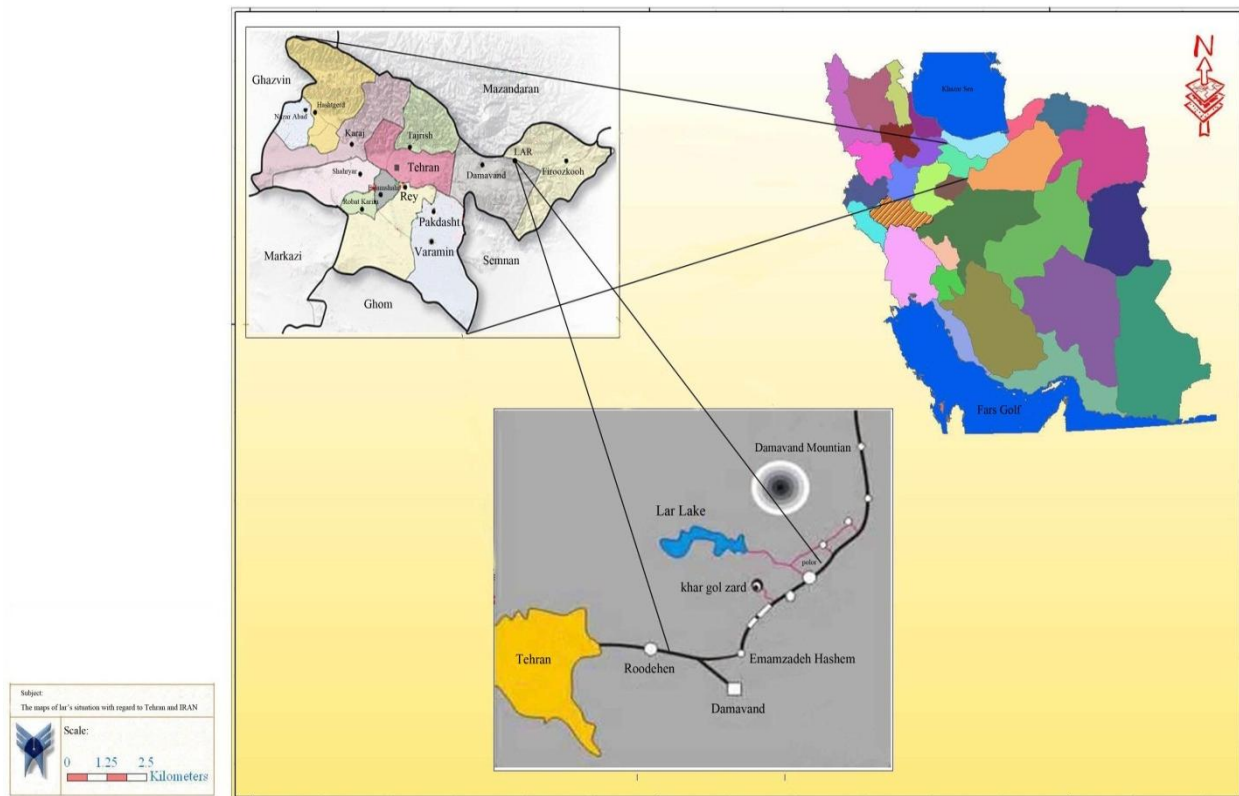 Ghazvin
Mazandaran
Hashtgerd
Nazar Abad
Karaj
Tajrish
LAR
Tehran
Damavand
Firoozkooh
Shahryar
Rey
Robat Karim
Pakdasht
Varamin
Markazi
Semnan
Ghom
N
Khazar Sea
Fars Golf
Damavand Mountian
Lar Lake
polor
khar gol zard
Tehran
Roodehen
Emamzadeh Hashem
Damavand
Subject:
The maps of lar's situation with regard to Tehran and IRAN
Scale:
0 1.25 2.5
Kilometers